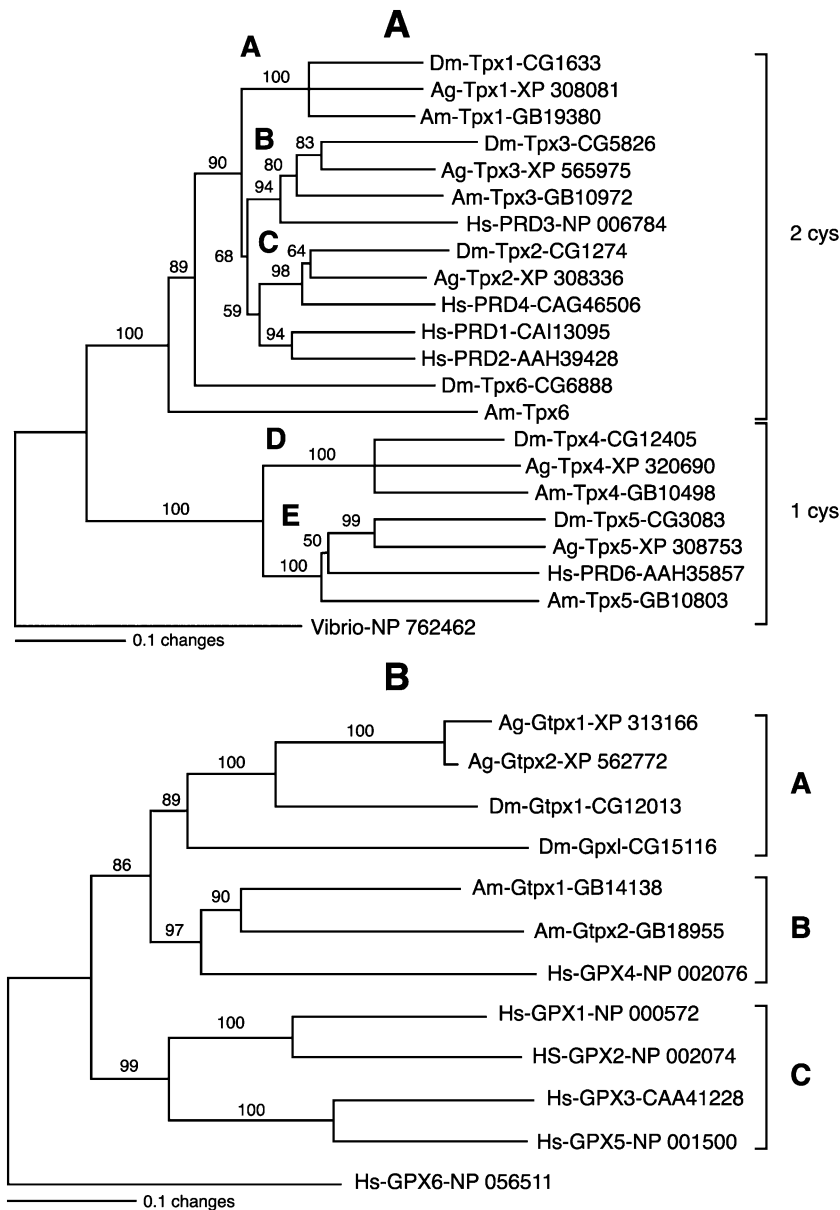 A
A
100
Dm-Tpx1-CG1633
Ag-Tpx1-XP 308081
Am-Tpx1-GB19380
B
83
Dm-Tpx3-CG5826
90
80
Ag-Tpx3-XP 565975
94
Am-Tpx3-GB10972
Hs-PRD3-NP 006784
2 cys
C
68
64
Dm-Tpx2-CG1274
89
98
Ag-Tpx2-XP 308336
Hs-PRD4-CAG46506
59
94
Hs-PRD1-CAI13095
100
Hs-PRD2-AAH39428
Dm-Tpx6-CG6888
Am-Tpx6
D
100
Dm-Tpx4-CG12405
Ag-Tpx4-XP 320690
Am-Tpx4-GB10498
100
E
99
Dm-Tpx5-CG3083
1 cys
50
Ag-Tpx5-XP 308753
100
Hs-PRD6-AAH35857
Am-Tpx5-GB10803
Vibrio-NP 762462
0.1 changes
B
100
Ag-Gtpx1-XP 313166
100
Ag-Gtpx2-XP 562772
A
89
Dm-Gtpx1-CG12013
Dm-Gpxl-CG15116
86
90
Am-Gtpx1-GB14138
97
Am-Gtpx2-GB18955
B
Hs-GPX4-NP 002076
100
Hs-GPX1-NP 000572
HS-GPX2-NP 002074
99
C
100
Hs-GPX3-CAA41228
Hs-GPX5-NP 001500
Hs-GPX6-NP 056511
0.1 changes